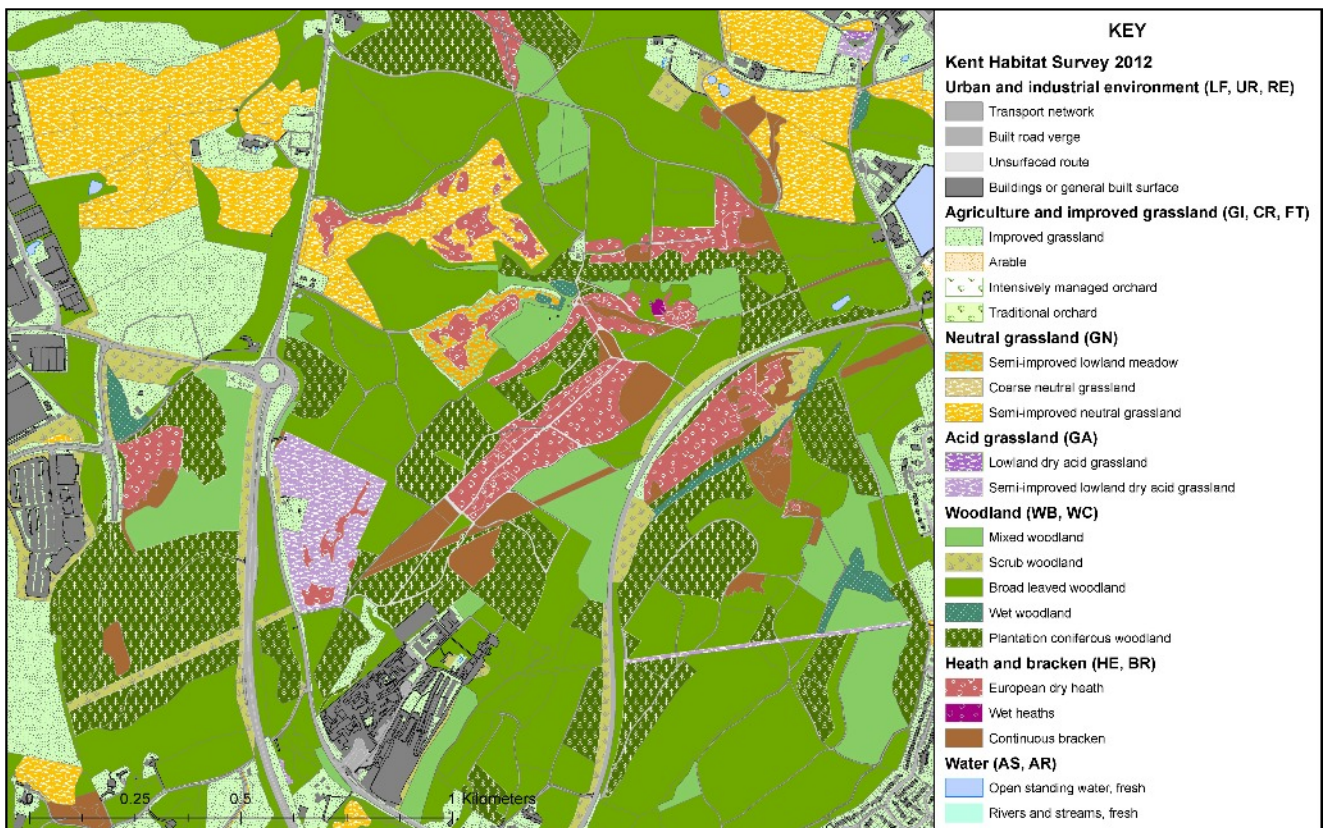 KEY
Kent Habitat Survey 2012
Urban and industrial environment (LF, UR, RE)
Transport network
Built road verge
Unsurfaced route
Buildings or general built surface
Agriculture and improved grassland (GI, CR, FT)
Improved grassland
Arable
Intensively managed orchard
Traditional orchard
Neutral grassland (GN)
Semi-improved lowland meadow
Coarse neutral grassland
Semi-improved neutral grassland
Acid grassland (GA)
Lowland dry acid grassland
Semi-improved lowland dry acid grassland
Woodland (WB, WC)
Mixed woodland
Scrub woodland
Broad leaved woodland
Wet woodland
Plantation coniferous woodland
Heath and bracken (HE, BR)
European dry heath
Wet heaths
Continuous bracken
Water (AS, AR)
Open standing water, fresh
Rivers and streams, fresh
0 0.25 0.5 1 Kilometers